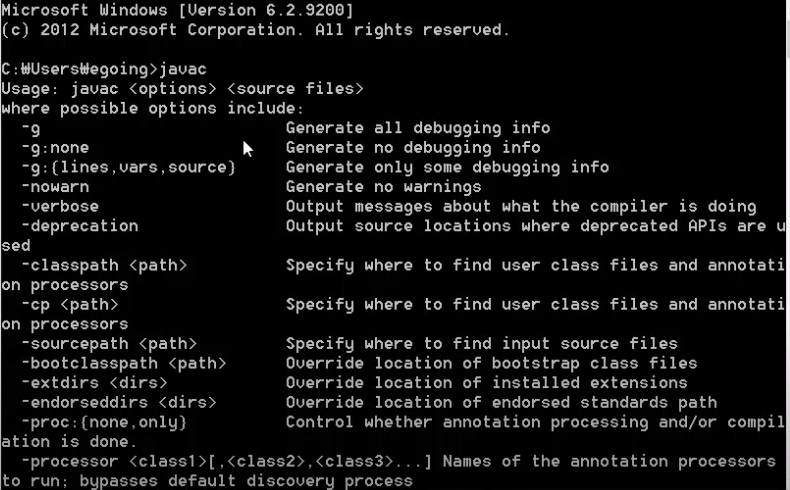 Microsoft Windows [Version 6.2.9200]
(c) 2012 Microsoft Corporation. All rights reserved.
C:₩Users₩egoing>javac
Usage: javac <options> <source files>
where possible options include:
  -g                         Generate all debugging info
  -g:none                    Generate no debugging info
  -g:{lines,vars,source}     Generate only some debugging info
  -nowarn                    Generate no warnings
  -verbose                   Output messages about what the compiler is doing
  -deprecation               Output source locations where deprecated APIs are u
sed
  -classpath <path>          Specify where to find user class files and annotati
on processors
  -cp <path>                 Specify where to find user class files and annotati
on processors
  -sourcepath <path>         Specify where to find input source files
  -bootclasspath <path>      Override location of bootstrap class files
  -extdirs <dirs>            Override location of installed extensions
  -endorseddirs <dirs>       Override location of endorsed standards path
  -proc:{none,only}          Control whether annotation processing and/or compil
ation is done.
  -processor <class1>[,<class2>,<class3>...] Names of the annotation processors
to run; bypasses default discovery process